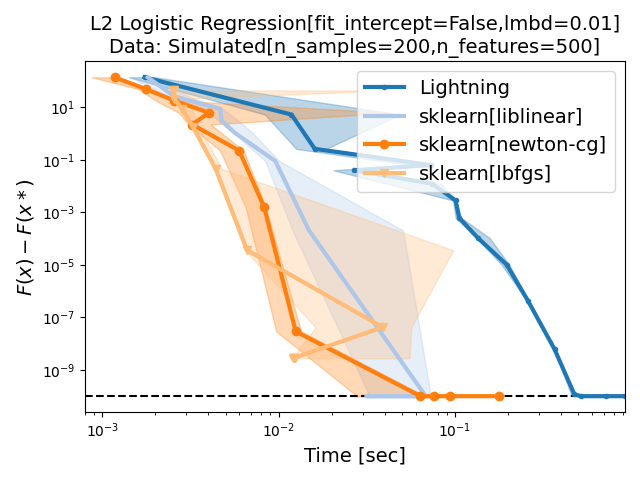 L2 Logistic Regression[fit_intercept=False,lmbd=0.01]
Data: Simulated[n_samples=200,n_features=500]
Lightning
sklearn[liblinear]
sklearn[newton-cg]
sklearn[lbfgs]
F(x) − F(x*)
10¹
10⁻¹
10⁻³
10⁻⁵
10⁻⁷
10⁻⁹
10⁻³ 10⁻² 10⁻¹
Time [sec]